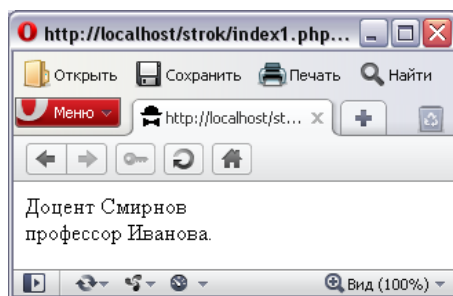 http://localhost/strok/index1.php...
Открыть Сохранить Печать Найти
Меню http://localhost/st...
Доцент Смирнов
профессор Иванова.
Вид (100%)